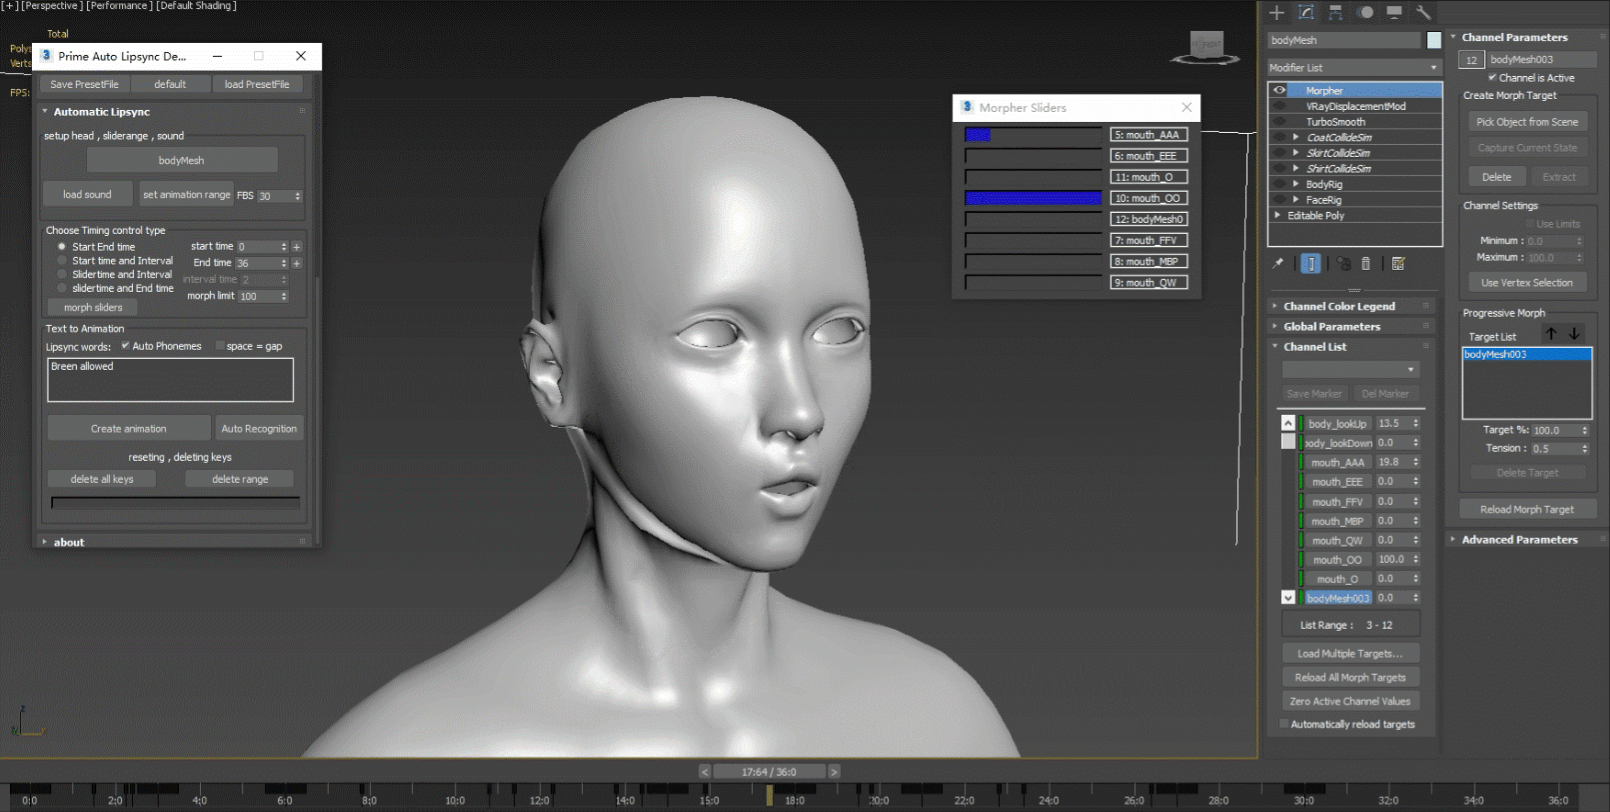 [ + ] [Perspective ] [Performance ] [Default Shading ]
Total
Polys
Verts
FPS:
3 Prime Auto Lipsync De...
Save PresetFile default load PresetFile
Automatic Lipsync
setup head , sliderange , sound
bodyMesh
load sound set animation range FBS 30
Choose Timing control type
Start End time start time 0 +
Start time and Interval End time 36 +
Slidertime and Interval interval time 2
slidertime and End time morph limit 100
morph sliders
Text to Animation
Lipsync words: Auto Phonemes space = gap
Breen allowed
Create animation Auto Recognition
reseting , deleting keys
delete all keys delete range
about
FRONT
3 Morpher Sliders
5: mouth_AAA
6: mouth_EEE
11: mouth_O
10: mouth_OO
12: bodyMesh0
7: mouth_FFV
8: mouth_MBP
9: mouth_QW
z
x
bodyMesh
Modifier List
Morpher
VRayDisplacementMod
TurboSmooth
CoatCollideSim
SkirtCollideSim
ShirtCollideSim
BodyRig
FaceRig
Editable Poly
Channel Color Legend
Global Parameters
Channel List
Save Marker Del Marker
body_lookUp 13.5
body_lookDown 0.0
mouth_AAA 19.8
mouth_EEE 0.0
mouth_FFV 0.0
mouth_MBP 0.0
mouth_QW 0.0
mouth_OO 100.0
mouth_O 0.0
bodyMesh003 0.0
List Range : 3 - 12
Load Multiple Targets...
Reload All Morph Targets
Zero Active Channel Values
Automatically reload targets
Channel Parameters
12 bodyMesh003
Channel is Active
Create Morph Target
Pick Object from Scene
Capture Current State
Delete Extract
Channel Settings
Use Limits
Minimum : 0.0
Maximum : 100.0
Use Vertex Selection
Progressive Morph
Target List
bodyMesh003
Target %: 100.0
Tension : 0.5
Delete Target
Reload Morph Target
Advanced Parameters
< 17:64 / 36:0 >
0:0 2:0 4:0 6:0 8:0 10:0 12:0 14:0 15:0 18:0 20:0 22:0 24:0 26:0 28:0 30:0 32:0 34:0 36:0